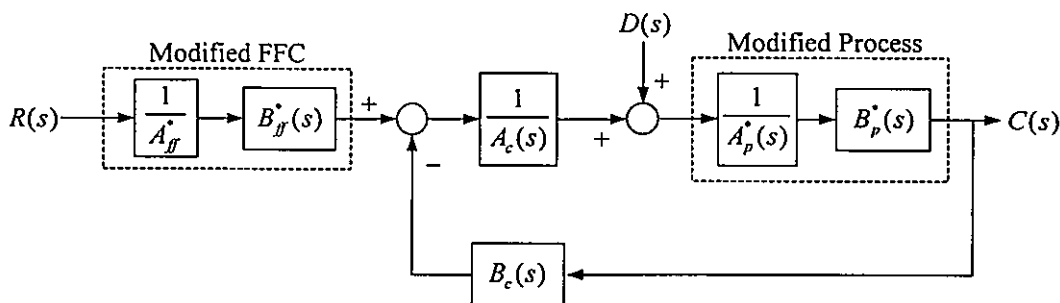 Modified FFC
D(s)
Modified Process
R(s)
1
A*ff
B*ff(s)
+
−
1
Ac(s)
+
+
1
A*p(s)
B*p(s)
C(s)
Bc(s)